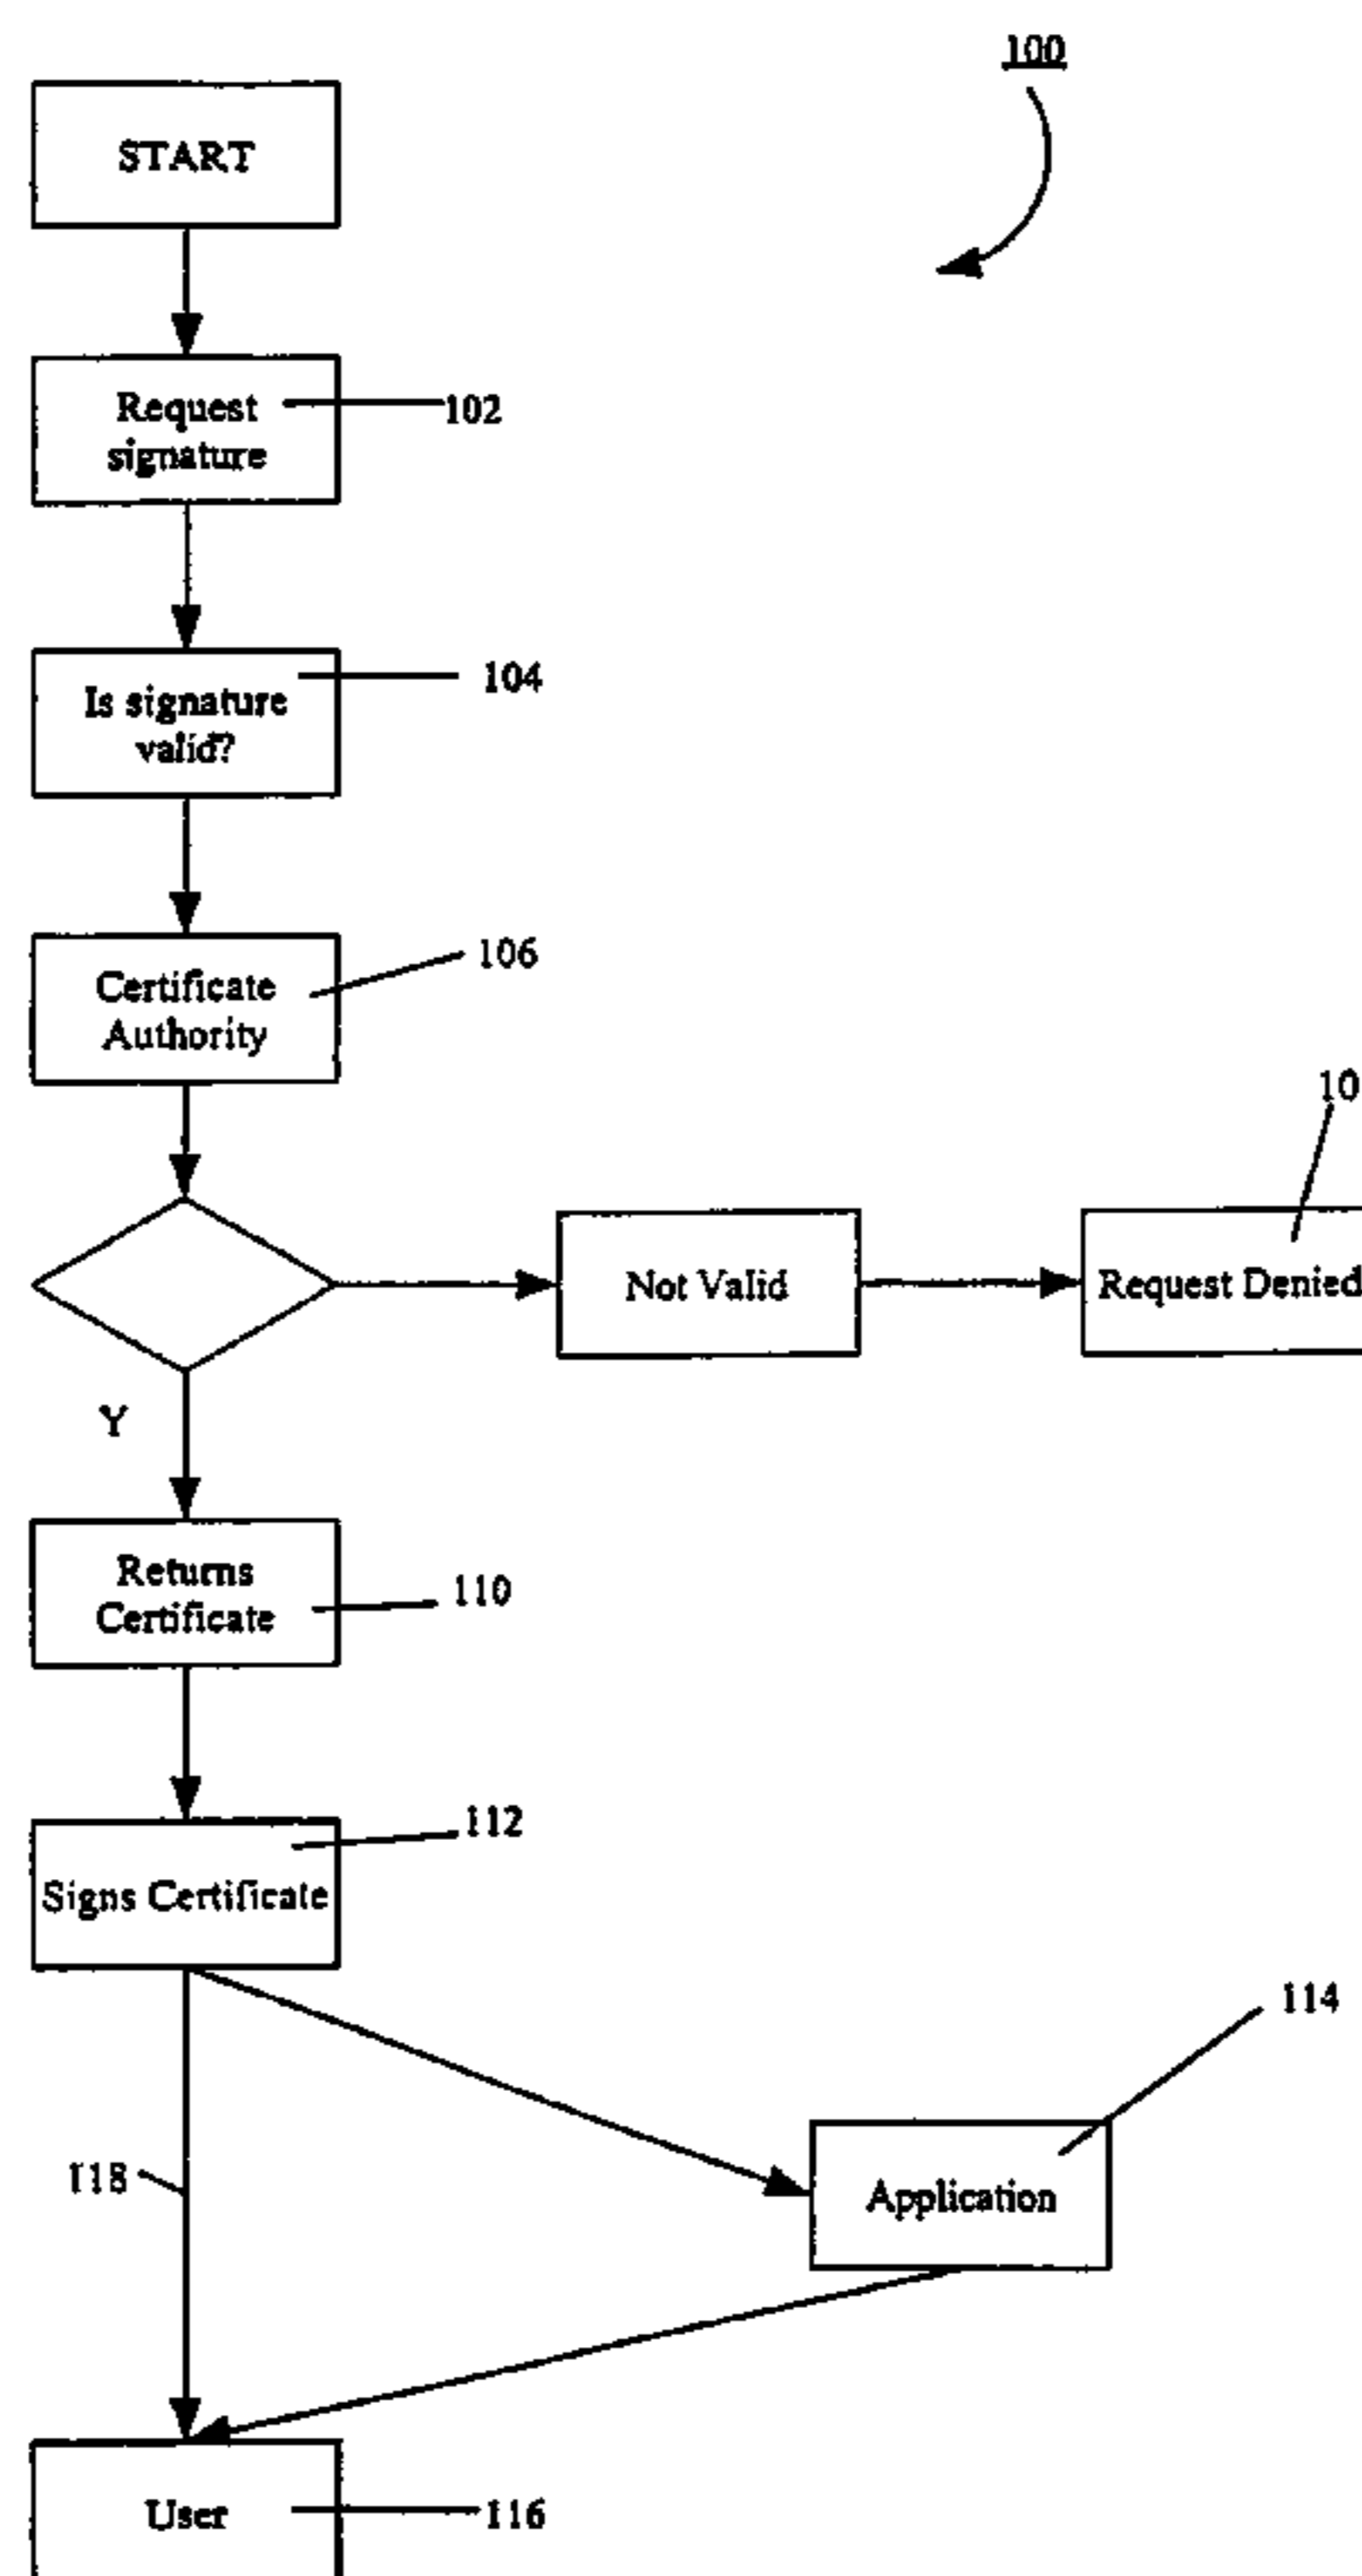 100
START
Request
signature
102
Is signature
valid?
104
Certificate
Authority
106
10
Not Valid
Request Denied
Y
Returns
Certificate
110
112
Signs Certificate
114
118
Application
User
116